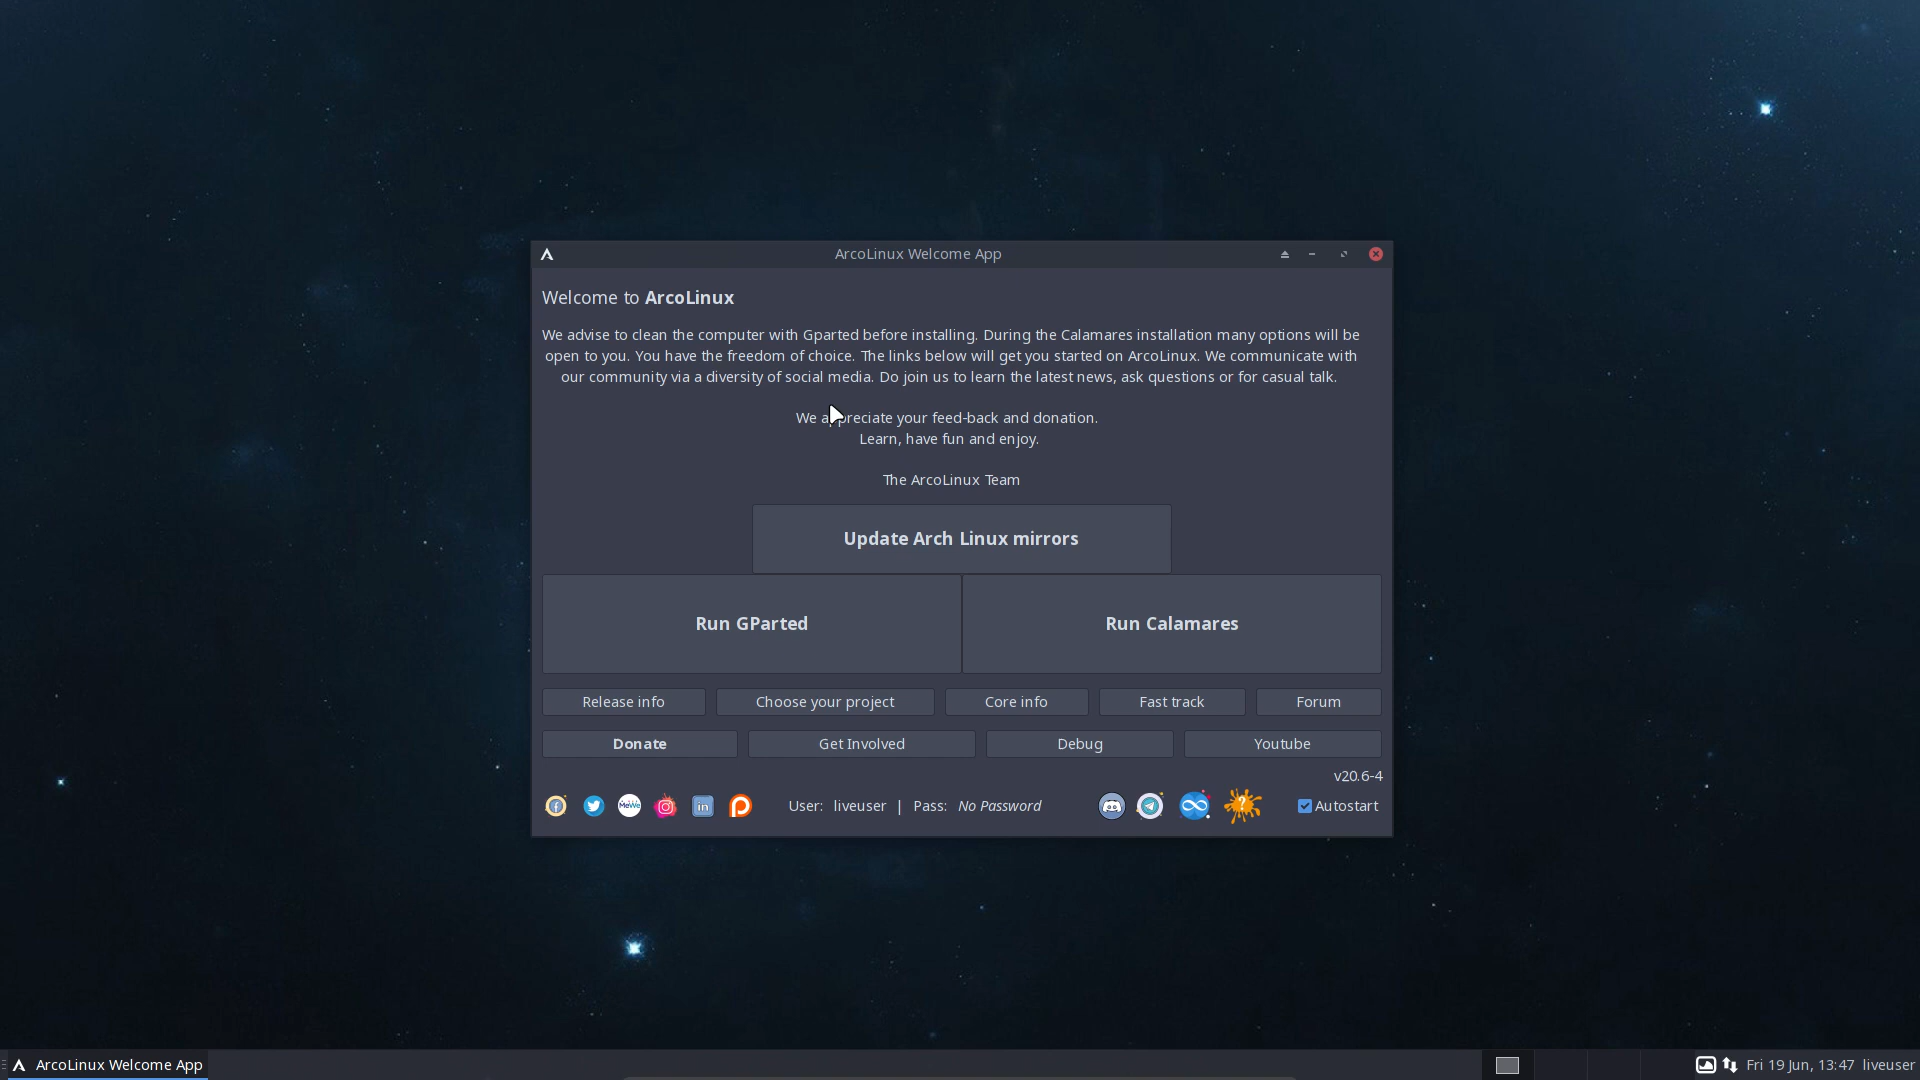 ArcoLinux Welcome App
Welcome to ArcoLinux
We advise to clean the computer with Gparted before installing. During the Calamares installation many options will be
open to you. You have the freedom of choice. The links below will get you started on ArcoLinux. We communicate with
our community via a diversity of social media. Do join us to learn the latest news, ask questions or for casual talk.
We appreciate your feed-back and donation.
Learn, have fun and enjoy.
The ArcoLinux Team
Update Arch Linux mirrors
Run GParted
Run Calamares
Release info
Choose your project
Core info
Fast track
Forum
Donate
Get Involved
Debug
Youtube
v20.6-4
MeWe
in
User: liveuser | Pass: No Password
?
Autostart
ArcoLinux Welcome App
Fri 19 Jun, 13:47 liveuser